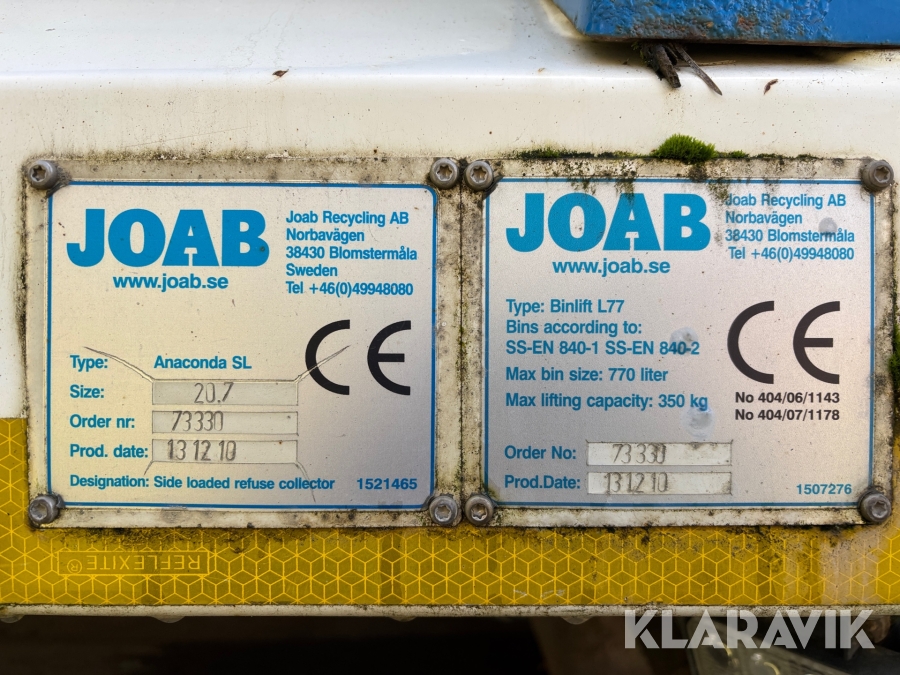 JOAB
www.joab.se
Joab Recycling AB
Norbavägen
38430 Blomstermåla
Sweden
Tel +46(0)49948080
CE
Type: Anaconda SL
Size: 20.7
Order nr: 73330
Prod. date: 131210
Designation: Side loaded refuse collector 1521465
JOAB
www.joab.se
Joab Recycling AB
Norbavägen
38430 Blomstermåla
Tel +46(0)49948080
Type: Binlift L77
Bins according to:
SS-EN 840-1 SS-EN 840-2
Max bin size: 770 liter
Max lifting capacity: 350 kg
CE
No 404/06/1143
No 404/07/1178
Order No: 73330
Prod.Date: 131210
1507276
REFLEXITE®
KLARAVIK